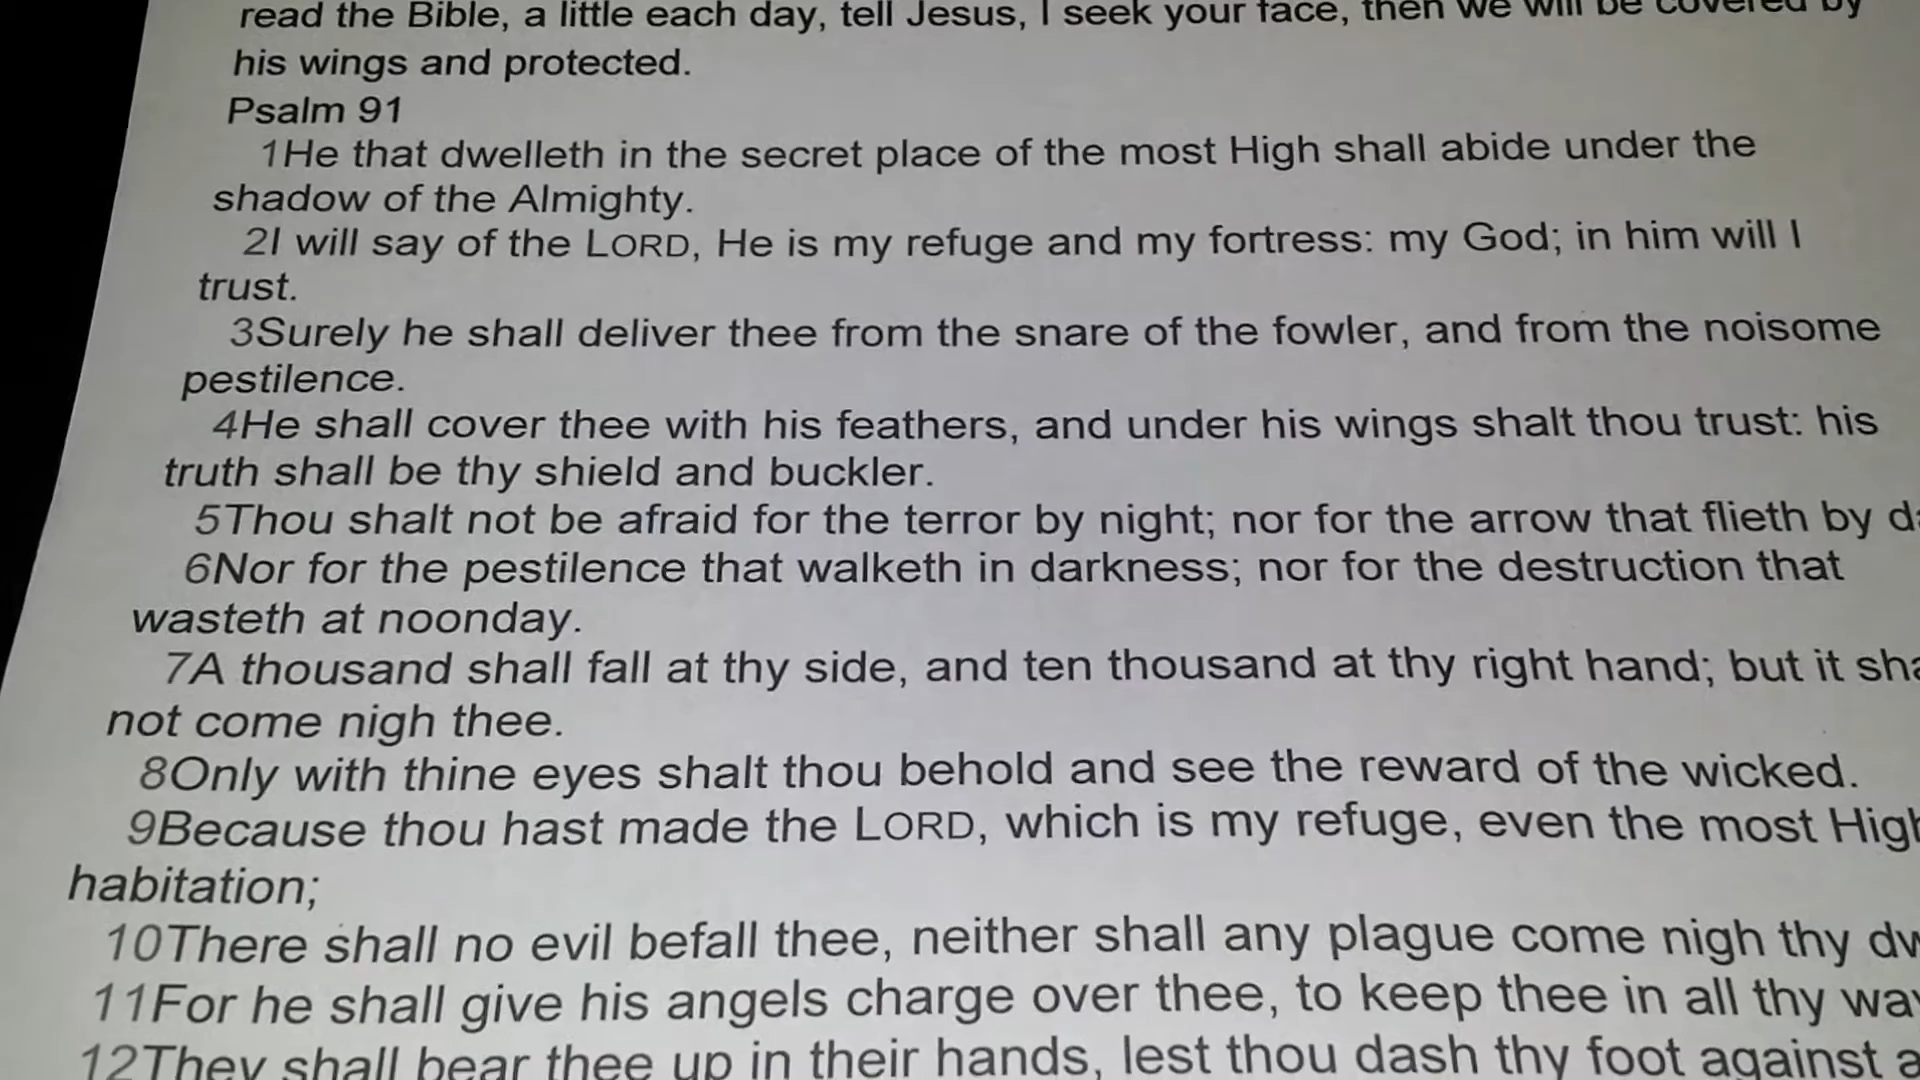 read the Bible, a little each day, tell Jesus, I seek your face, then we will be covered by
his wings and protected.
Psalm 91
1He that dwelleth in the secret place of the most High shall abide under the
shadow of the Almighty.
2I will say of the LORD, He is my refuge and my fortress: my God; in him will I
trust.
3Surely he shall deliver thee from the snare of the fowler, and from the noisome
pestilence.
4He shall cover thee with his feathers, and under his wings shalt thou trust: his
truth shall be thy shield and buckler.
5Thou shalt not be afraid for the terror by night; nor for the arrow that flieth by
6Nor for the pestilence that walketh in darkness; nor for the destruction that
wasteth at noonday.
7A thousand shall fall at thy side, and ten thousand at thy right hand; but it
not come nigh thee.
8Only with thine eyes shalt thou behold and see the reward of the wicked.
9Because thou hast made the LORD, which is my refuge, even the most High
habitation;
10There shall no evil befall thee, neither shall any plague come nigh thy
11For he shall give his angels charge over thee, to keep thee in all thy
12They shall bear thee up in their hands, lest thou dash thy foot against a